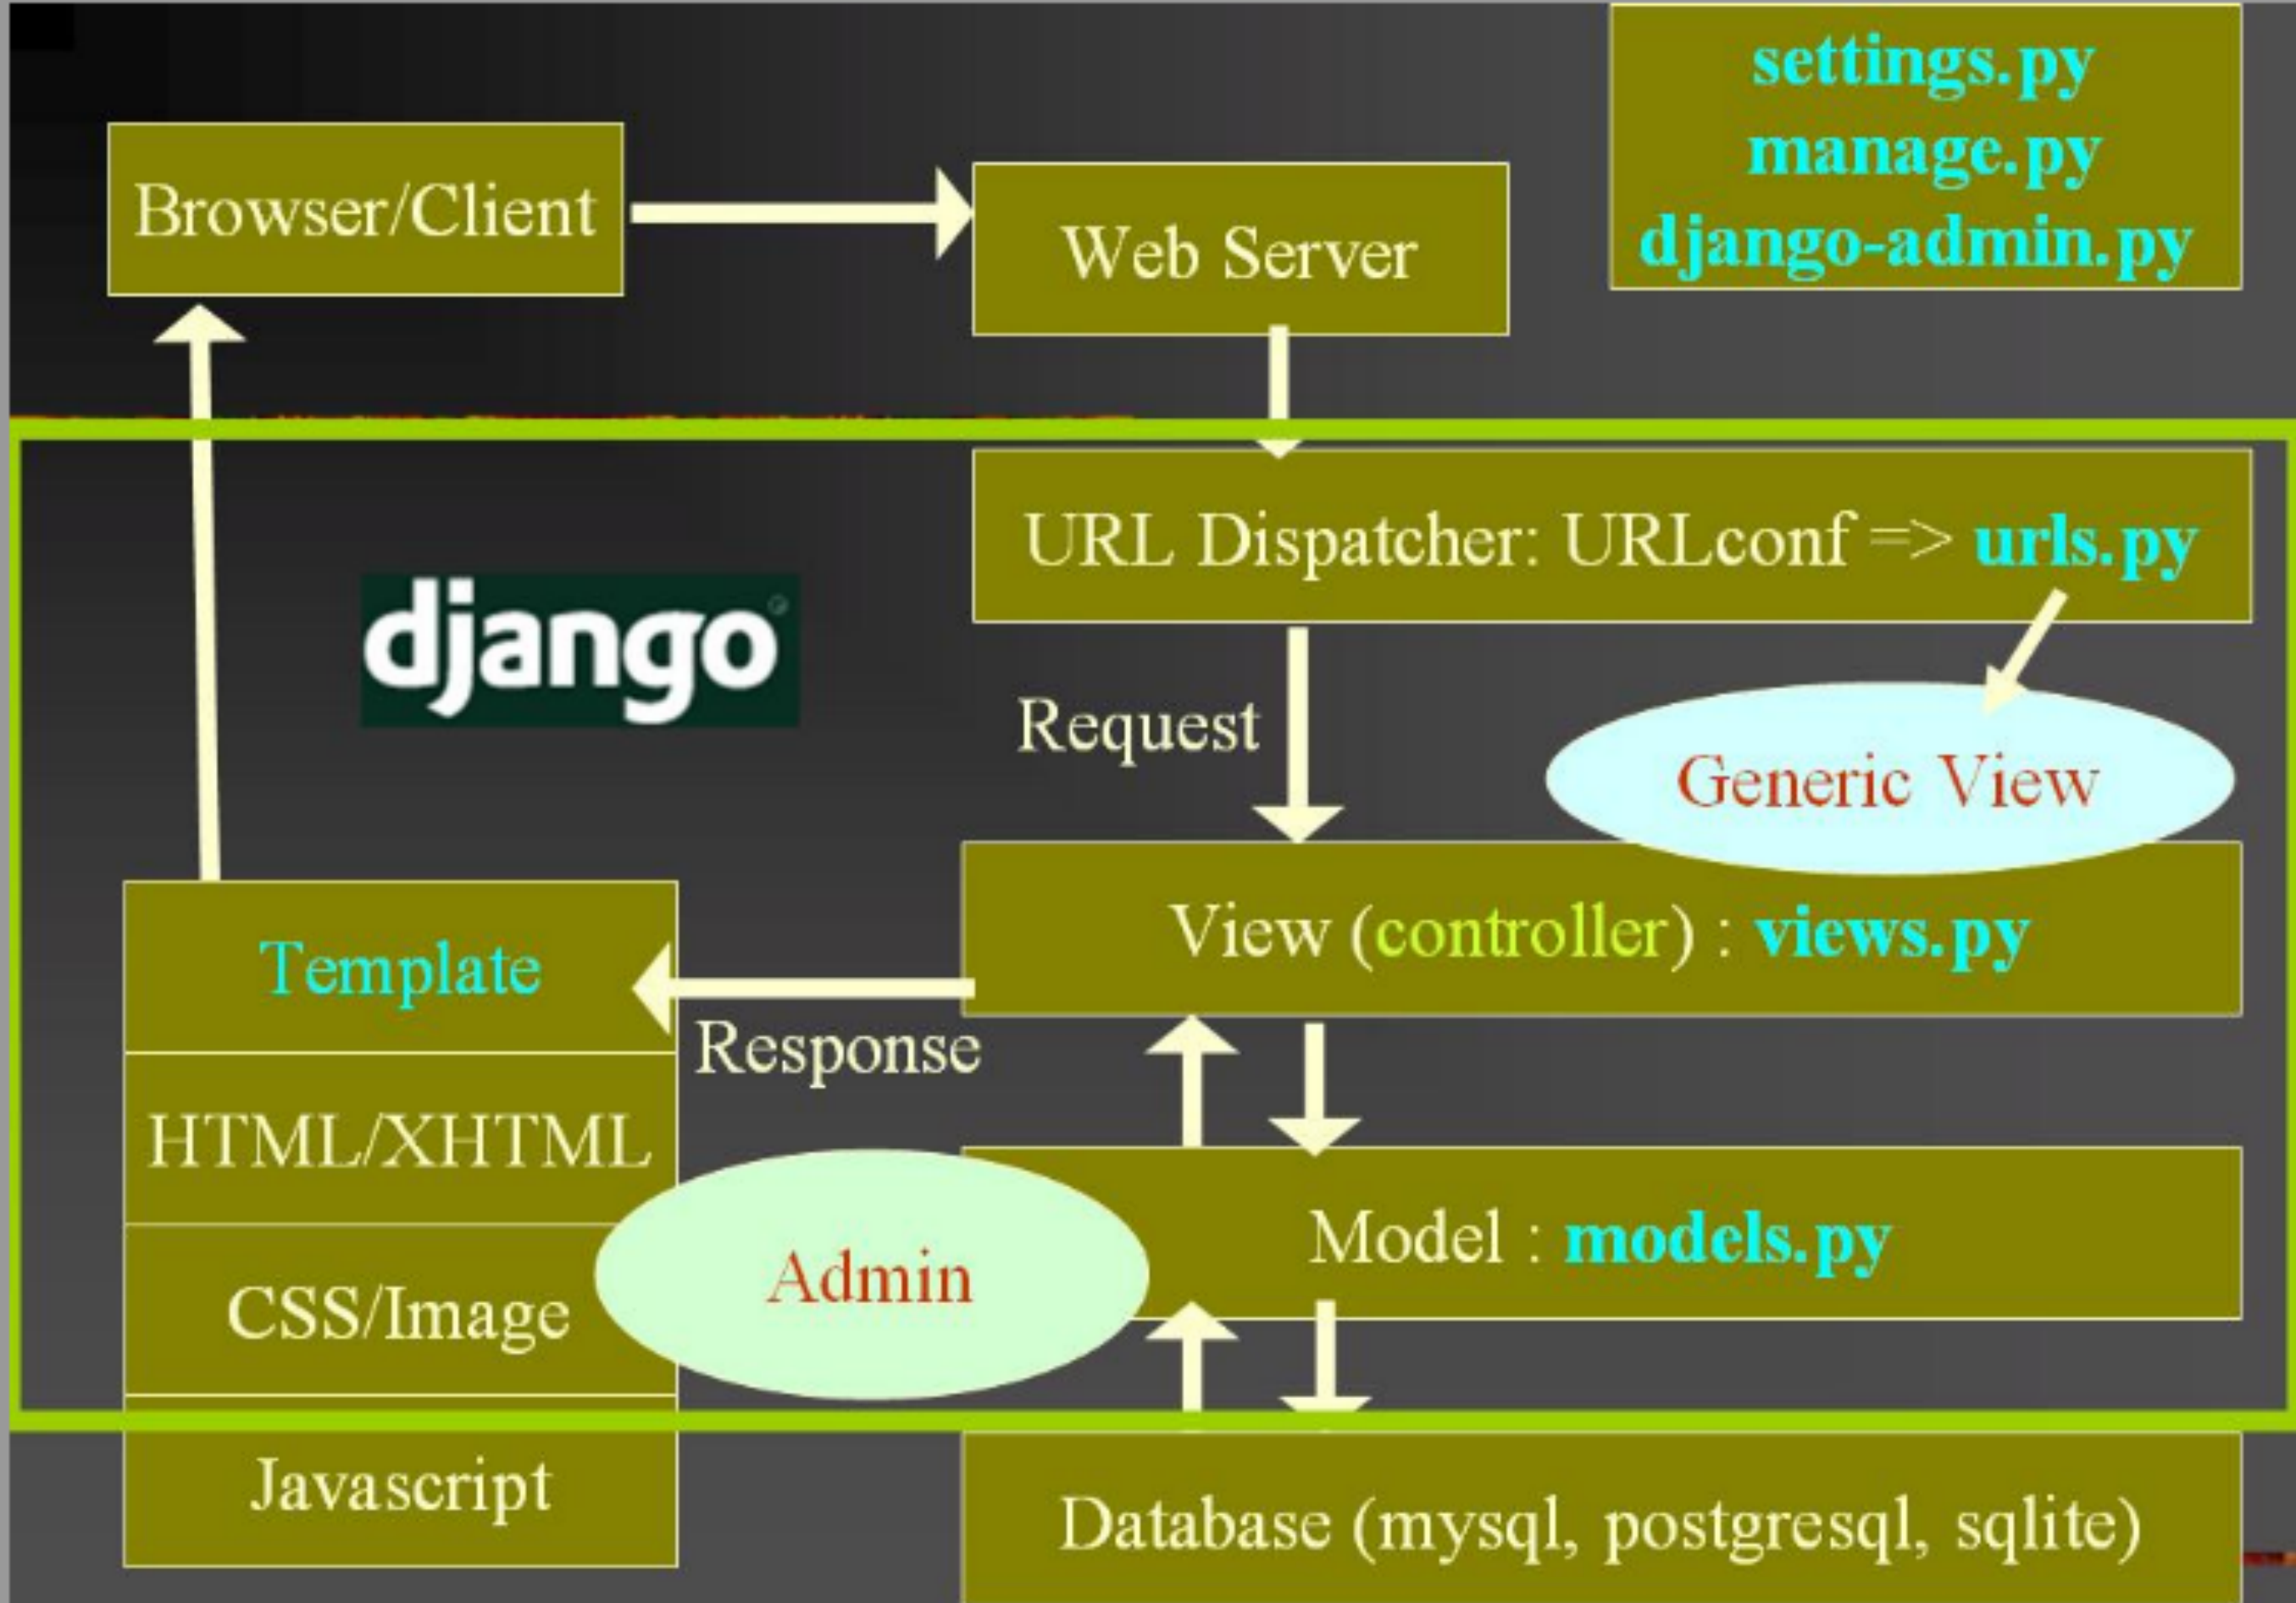 settings.py
manage.py
django-admin.py
Browser/Client
Web Server
URL Dispatcher: URLconf => urls.py
django
Request
Generic View
View (controller) : views.py
Template
Response
HTML/XHTML
Model : models.py
Admin
CSS/Image
Javascript
Database (mysql, postgresql, sqlite)